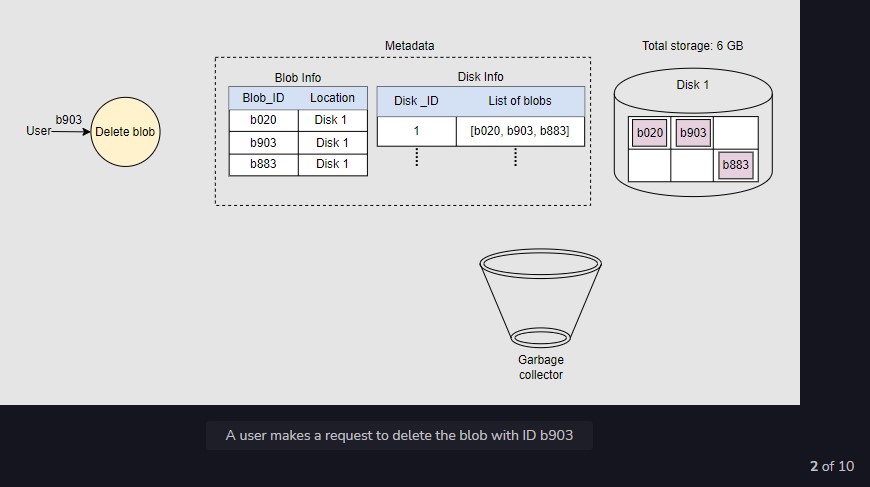 Metadata
Total storage: 6 GB
Blob Info
Disk Info
Disk 1
Blob_ID Location
Disk _ID List of blobs
b903
User
Delete blob
b020 Disk 1
b903 Disk 1
b883 Disk 1
1 [b020, b903, b883]
b020 b903
b883
Garbage
collector
A user makes a request to delete the blob with ID b903
2 of 10